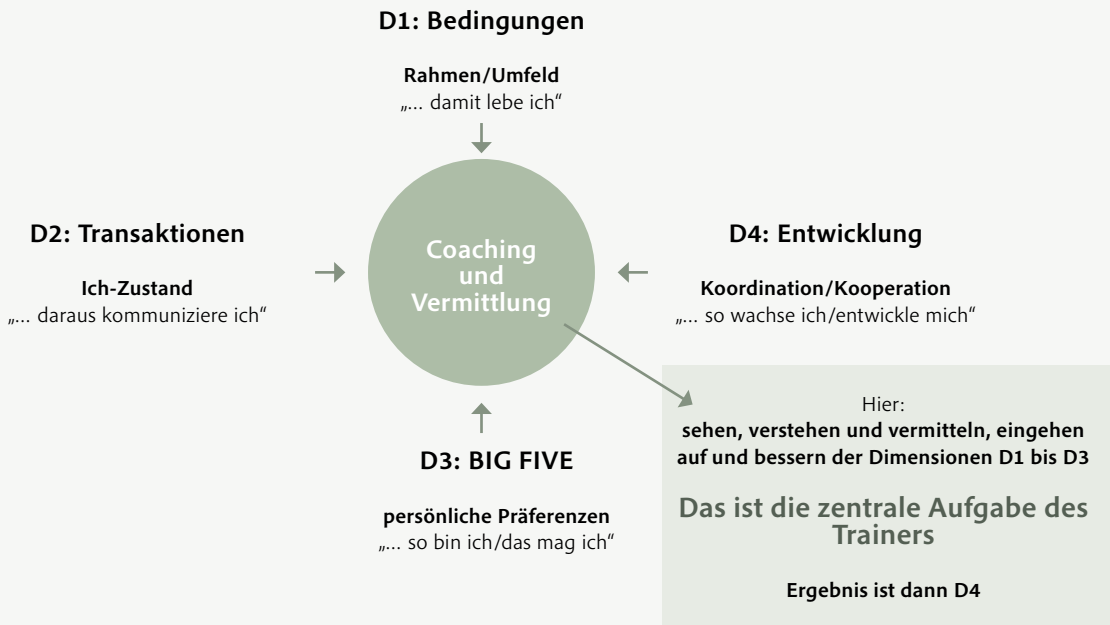 D1: Bedingungen
Rahmen/Umfeld
„... damit lebe ich“
D2: Transaktionen
Ich-Zustand
„... daraus kommuniziere ich“
Coaching
und
Vermittlung
D4: Entwicklung
Koordination/Kooperation
„... so wachse ich/entwickle mich“
D3: BIG FIVE
persönliche Präferenzen
„... so bin ich/das mag ich“
Hier:
sehen, verstehen und vermitteln, eingehen
auf und bessern der Dimensionen D1 bis D3
Das ist die zentrale Aufgabe des
Trainers
Ergebnis ist dann D4